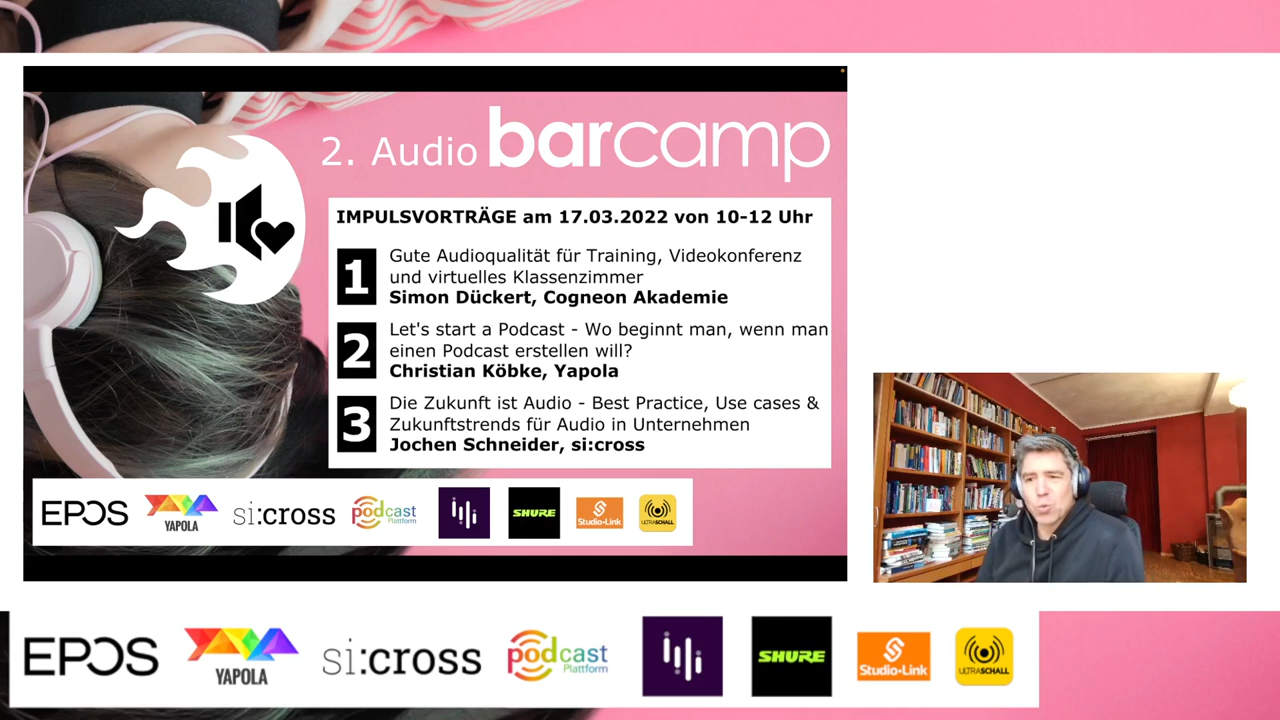 2. Audio barcamp
IMPULSVORTRÄGE am 17.03.2022 von 10-12 Uhr
1
Gute Audioqualität für Training, Videokonferenz
und virtuelles Klassenzimmer
Simon Dückert, Cogneon Akademie
2
Let's start a Podcast - Wo beginnt man, wenn man
einen Podcast erstellen will?
Christian Köbke, Yapola
3
Die Zukunft ist Audio - Best Practice, Use cases &
Zukunftstrends für Audio in Unternehmen
Jochen Schneider, si:cross
EPOS
YAPOLA
si:cross
podcast
Plattform
SHURE
Studio-Link
ULTRASCHALL
EPOS
YAPOLA
si:cross
podcast
Plattform
SHURE
Studio-Link
ULTRASCHALL